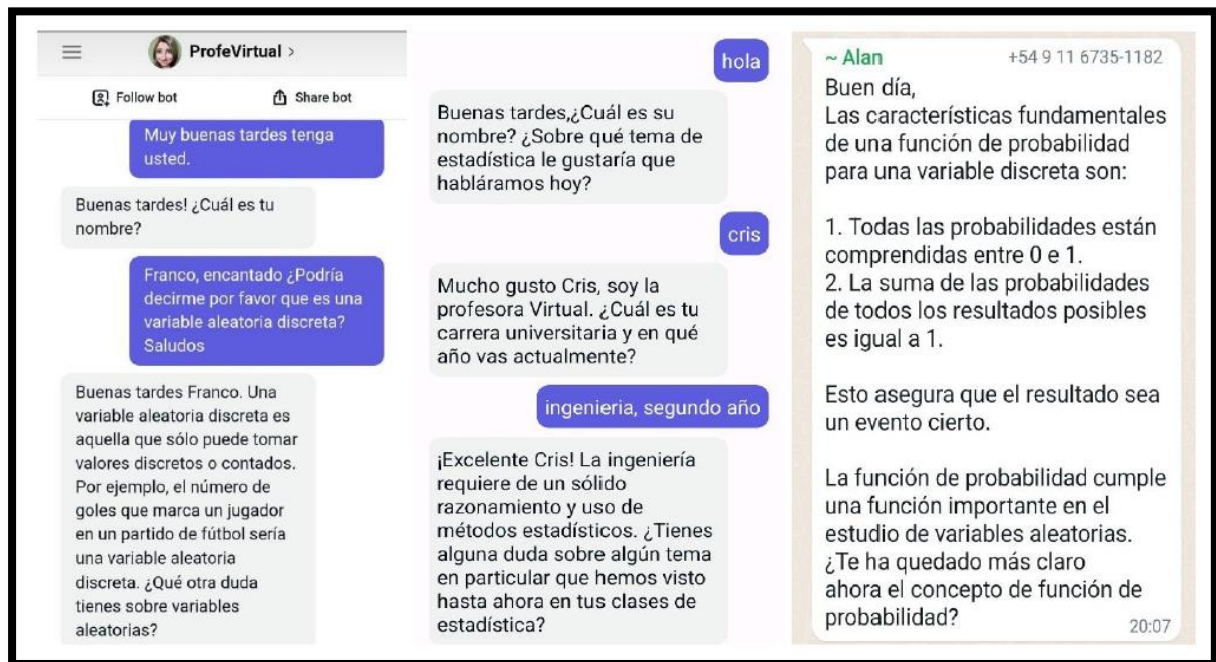 ProfeVirtual >
Follow bot
Share bot
Muy buenas tardes tenga
usted.
Buenas tardes! ¿Cuál es tu
nombre?
Franco, encantado ¿Podría
decirme por favor que es una
variable aleatoria discreta?
Saludos
Buenas tardes Franco. Una
variable aleatoria discreta es
aquella que sólo puede tomar
valores discretos o contados.
Por ejemplo, el número de
goles que marca un jugador
en un partido de fútbol sería
una variable aleatoria
discreta. ¿Qué otra duda
tienes sobre variables
aleatorias?
hola
Buenas tardes,¿Cuál es su
nombre? ¿Sobre qué tema de
estadística le gustaría que
habláramos hoy?
cris
Mucho gusto Cris, soy la
profesora Virtual. ¿Cuál es tu
carrera universitaria y en qué
año vas actualmente?
ingenieria, segundo año
¡Excelente Cris! La ingeniería
requiere de un sólido
razonamiento y uso de
métodos estadísticos. ¿Tienes
alguna duda sobre algún tema
en particular que hemos visto
hasta ahora en tus clases de
estadística?
~ Alan +54 9 11 6735-1182
Buen día,
Las características fundamentales
de una función de probabilidad
para una variable discreta son:
1. Todas las probabilidades están
comprendidas entre 0 e 1.
2. La suma de las probabilidades
de todos los resultados posibles
es igual a 1.
Esto asegura que el resultado sea
un evento cierto.
La función de probabilidad cumple
una función importante en el
estudio de variables aleatorias.
¿Te ha quedado más claro
ahora el concepto de función de
probabilidad?
20:07